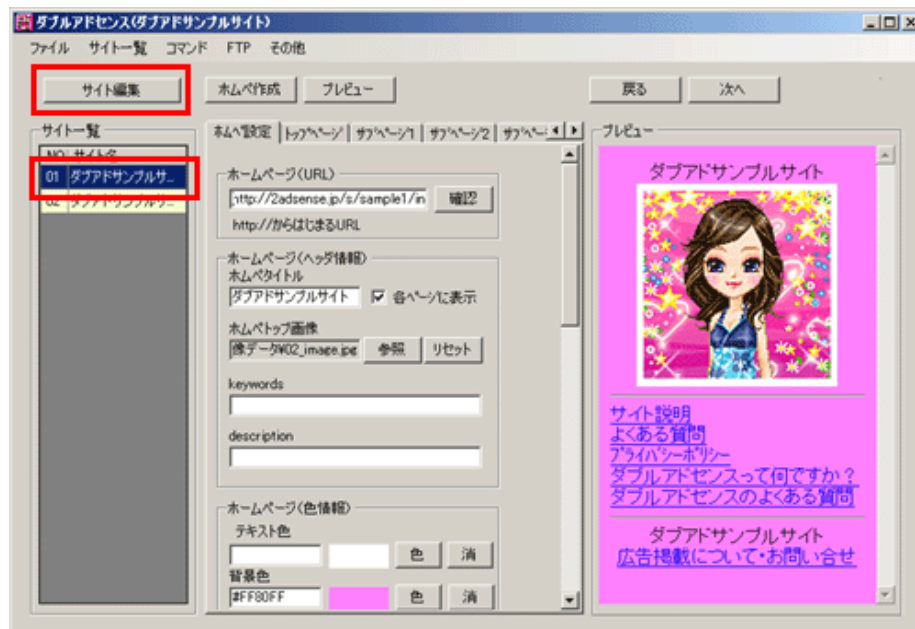 ダブルアドセンス(ダブアドサンプルサイト)
ファイル サイト一覧 コマンド FTP その他
サイト編集 ホムペ作成 プレビュー 戻る 次へ
サイト一覧
NO サイト名
01 ダブアドサンプルサ...
02 ダブアドサンプルサ...
ホムペ設定 トップページ サブページ1 サブページ2 サブペー
ホームページ(URL)
http://2adsense.jp/s/sample1/in 確認
http://からはじまるURL
ホームページ(ヘッダ情報)
ホムペタイトル
ダブアドサンプルサイト 各ページに表示
ホムペトップ画像
像データ¥02_image.jpg 参照 リセット
keywords
description
ホームページ(色情報)
テキスト色
色 消
背景色
#FF80FF 色 消
プレビュー
ダブアドサンプルサイト
サイト説明
よくある質問
プライバシーポリシー
ダブルアドセンスって何ですか?
ダブルアドセンスのよくある質問
ダブアドサンプルサイト
広告掲載について・お問い合せ